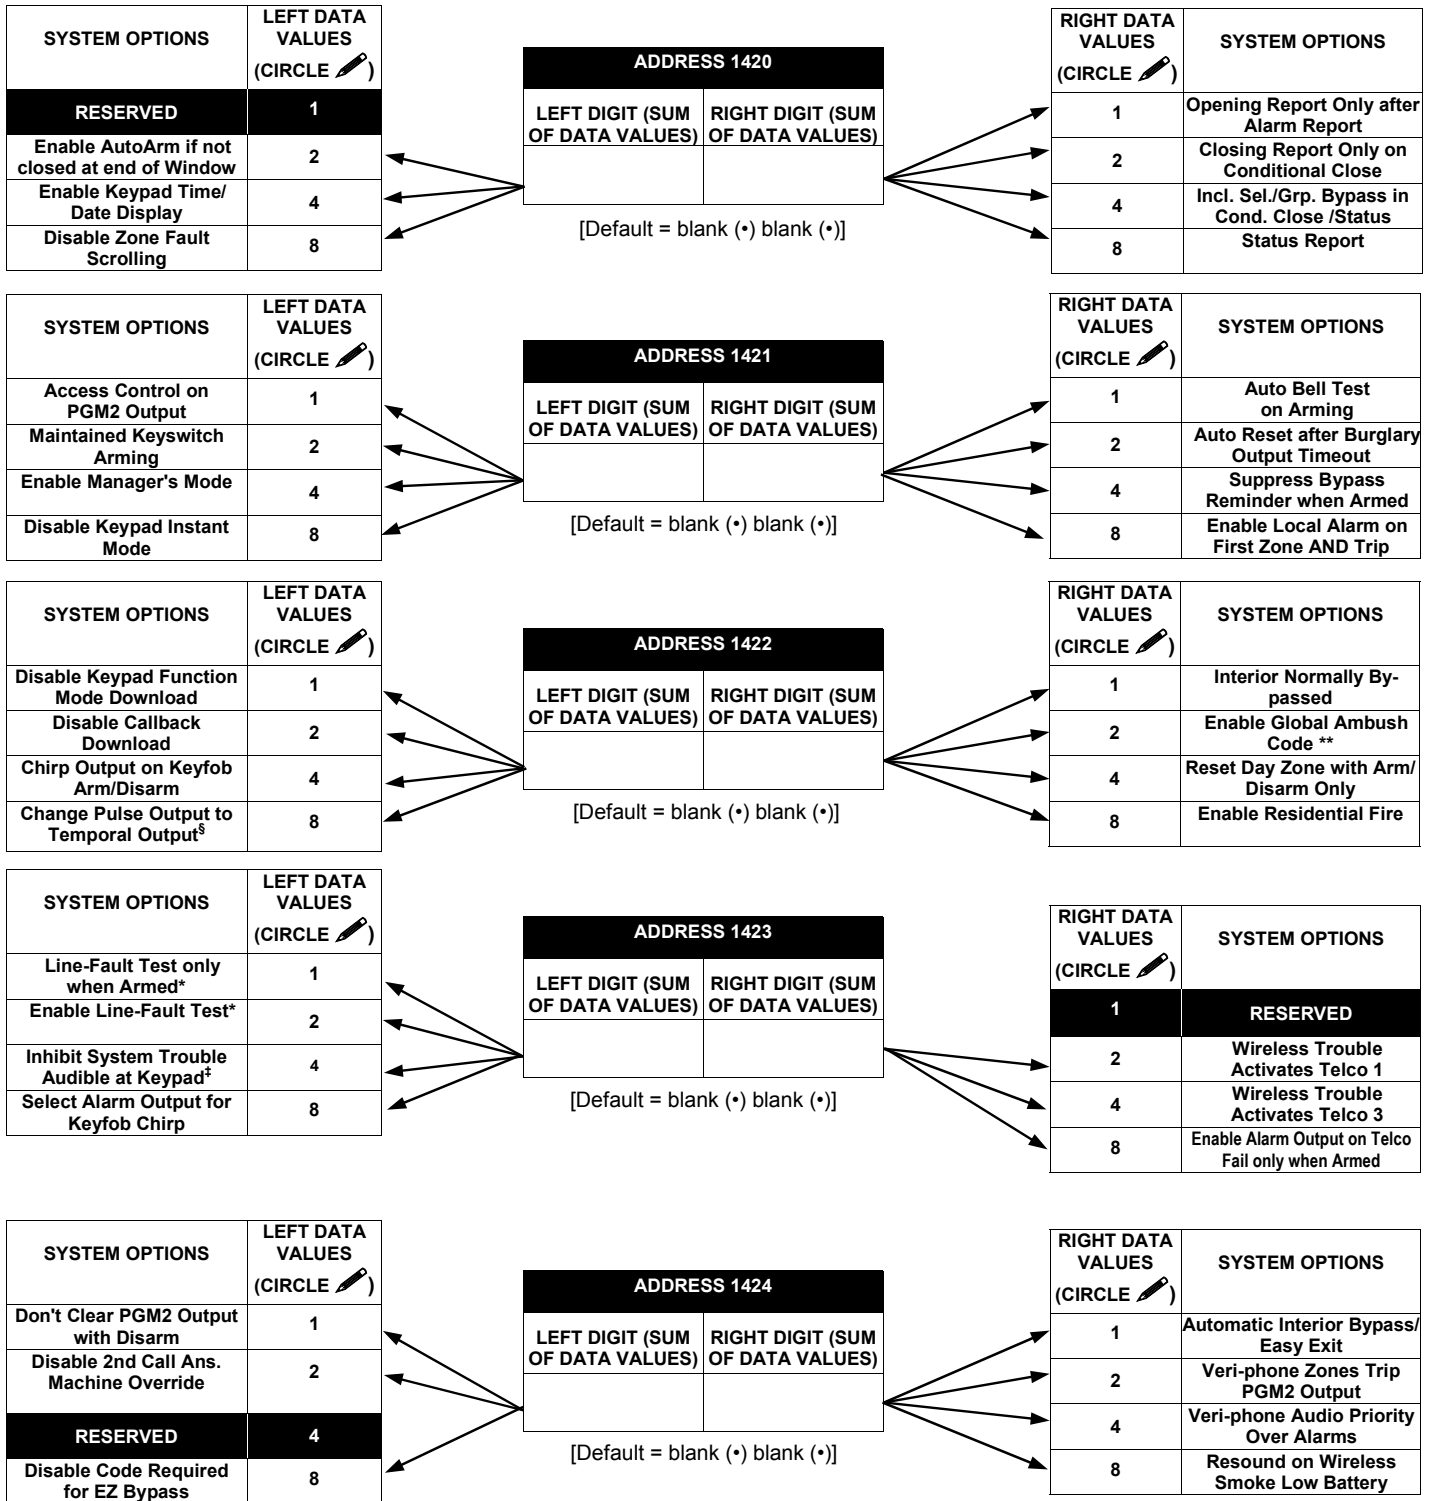 SYSTEM OPTIONS
LEFT DATA
VALUES
(CIRCLE )
RESERVED 1
Enable AutoArm if not
closed at end of Window
2
Enable Keypad Time/
Date Display
4
Disable Zone Fault
Scrolling
8
ADDRESS 1420
LEFT DIGIT (SUM
OF DATA VALUES)
RIGHT DIGIT (SUM
OF DATA VALUES)
[Default = blank (•) blank (•)]
RIGHT DATA
VALUES
(CIRCLE )
SYSTEM OPTIONS
1
Opening Report Only after
Alarm Report
2
Closing Report Only on
Conditional Close
4
Incl. Sel./Grp. Bypass in
Cond. Close /Status
8
Status Report
SYSTEM OPTIONS
LEFT DATA
VALUES
(CIRCLE )
Access Control on
PGM2 Output
1
Maintained Keyswitch
Arming
2
Enable Manager's Mode
4
Disable Keypad Instant
Mode
8
ADDRESS 1421
LEFT DIGIT (SUM
OF DATA VALUES)
RIGHT DIGIT (SUM
OF DATA VALUES)
[Default = blank (•) blank (•)]
RIGHT DATA
VALUES
(CIRCLE )
SYSTEM OPTIONS
1
Auto Bell Test
on Arming
2
Auto Reset after Burglary
Output Timeout
4
Suppress Bypass
Reminder when Armed
8
Enable Local Alarm on
First Zone AND Trip
SYSTEM OPTIONS
LEFT DATA
VALUES
(CIRCLE )
Disable Keypad Function
Mode Download
1
Disable Callback
Download
2
Chirp Output on Keyfob
Arm/Disarm
4
Change Pulse Output to
Temporal Output§
8
ADDRESS 1422
LEFT DIGIT (SUM
OF DATA VALUES)
RIGHT DIGIT (SUM
OF DATA VALUES)
[Default = blank (•) blank (•)]
RIGHT DATA
VALUES
(CIRCLE )
SYSTEM OPTIONS
1
Interior Normally By-
passed
2
Enable Global Ambush
Code **
4
Reset Day Zone with Arm/
Disarm Only
8
Enable Residential Fire
SYSTEM OPTIONS
LEFT DATA
VALUES
(CIRCLE )
Line-Fault Test only
when Armed*
1
Enable Line-Fault Test*
2
Inhibit System Trouble
Audible at Keypad‡
4
Select Alarm Output for
Keyfob Chirp
8
ADDRESS 1423
LEFT DIGIT (SUM
OF DATA VALUES)
RIGHT DIGIT (SUM
OF DATA VALUES)
[Default = blank (•) blank (•)]
RIGHT DATA
VALUES
(CIRCLE )
SYSTEM OPTIONS
1 RESERVED
2
Wireless Trouble
Activates Telco 1
4
Wireless Trouble
Activates Telco 3
8
Enable Alarm Output on Telco
Fail only when Armed
SYSTEM OPTIONS
LEFT DATA
VALUES
(CIRCLE )
Don't Clear PGM2 Output
with Disarm
1
Disable 2nd Call Ans.
Machine Override
2
RESERVED 4
Disable Code Required
for EZ Bypass
8
ADDRESS 1424
LEFT DIGIT (SUM
OF DATA VALUES)
RIGHT DIGIT (SUM
OF DATA VALUES)
[Default = blank (•) blank (•)]
RIGHT DATA
VALUES
(CIRCLE )
SYSTEM OPTIONS
1
Automatic Interior Bypass/
Easy Exit
2
Veri-phone Zones Trip
PGM2 Output
4
Veri-phone Audio Priority
Over Alarms
8
Resound on Wireless
Smoke Low Battery